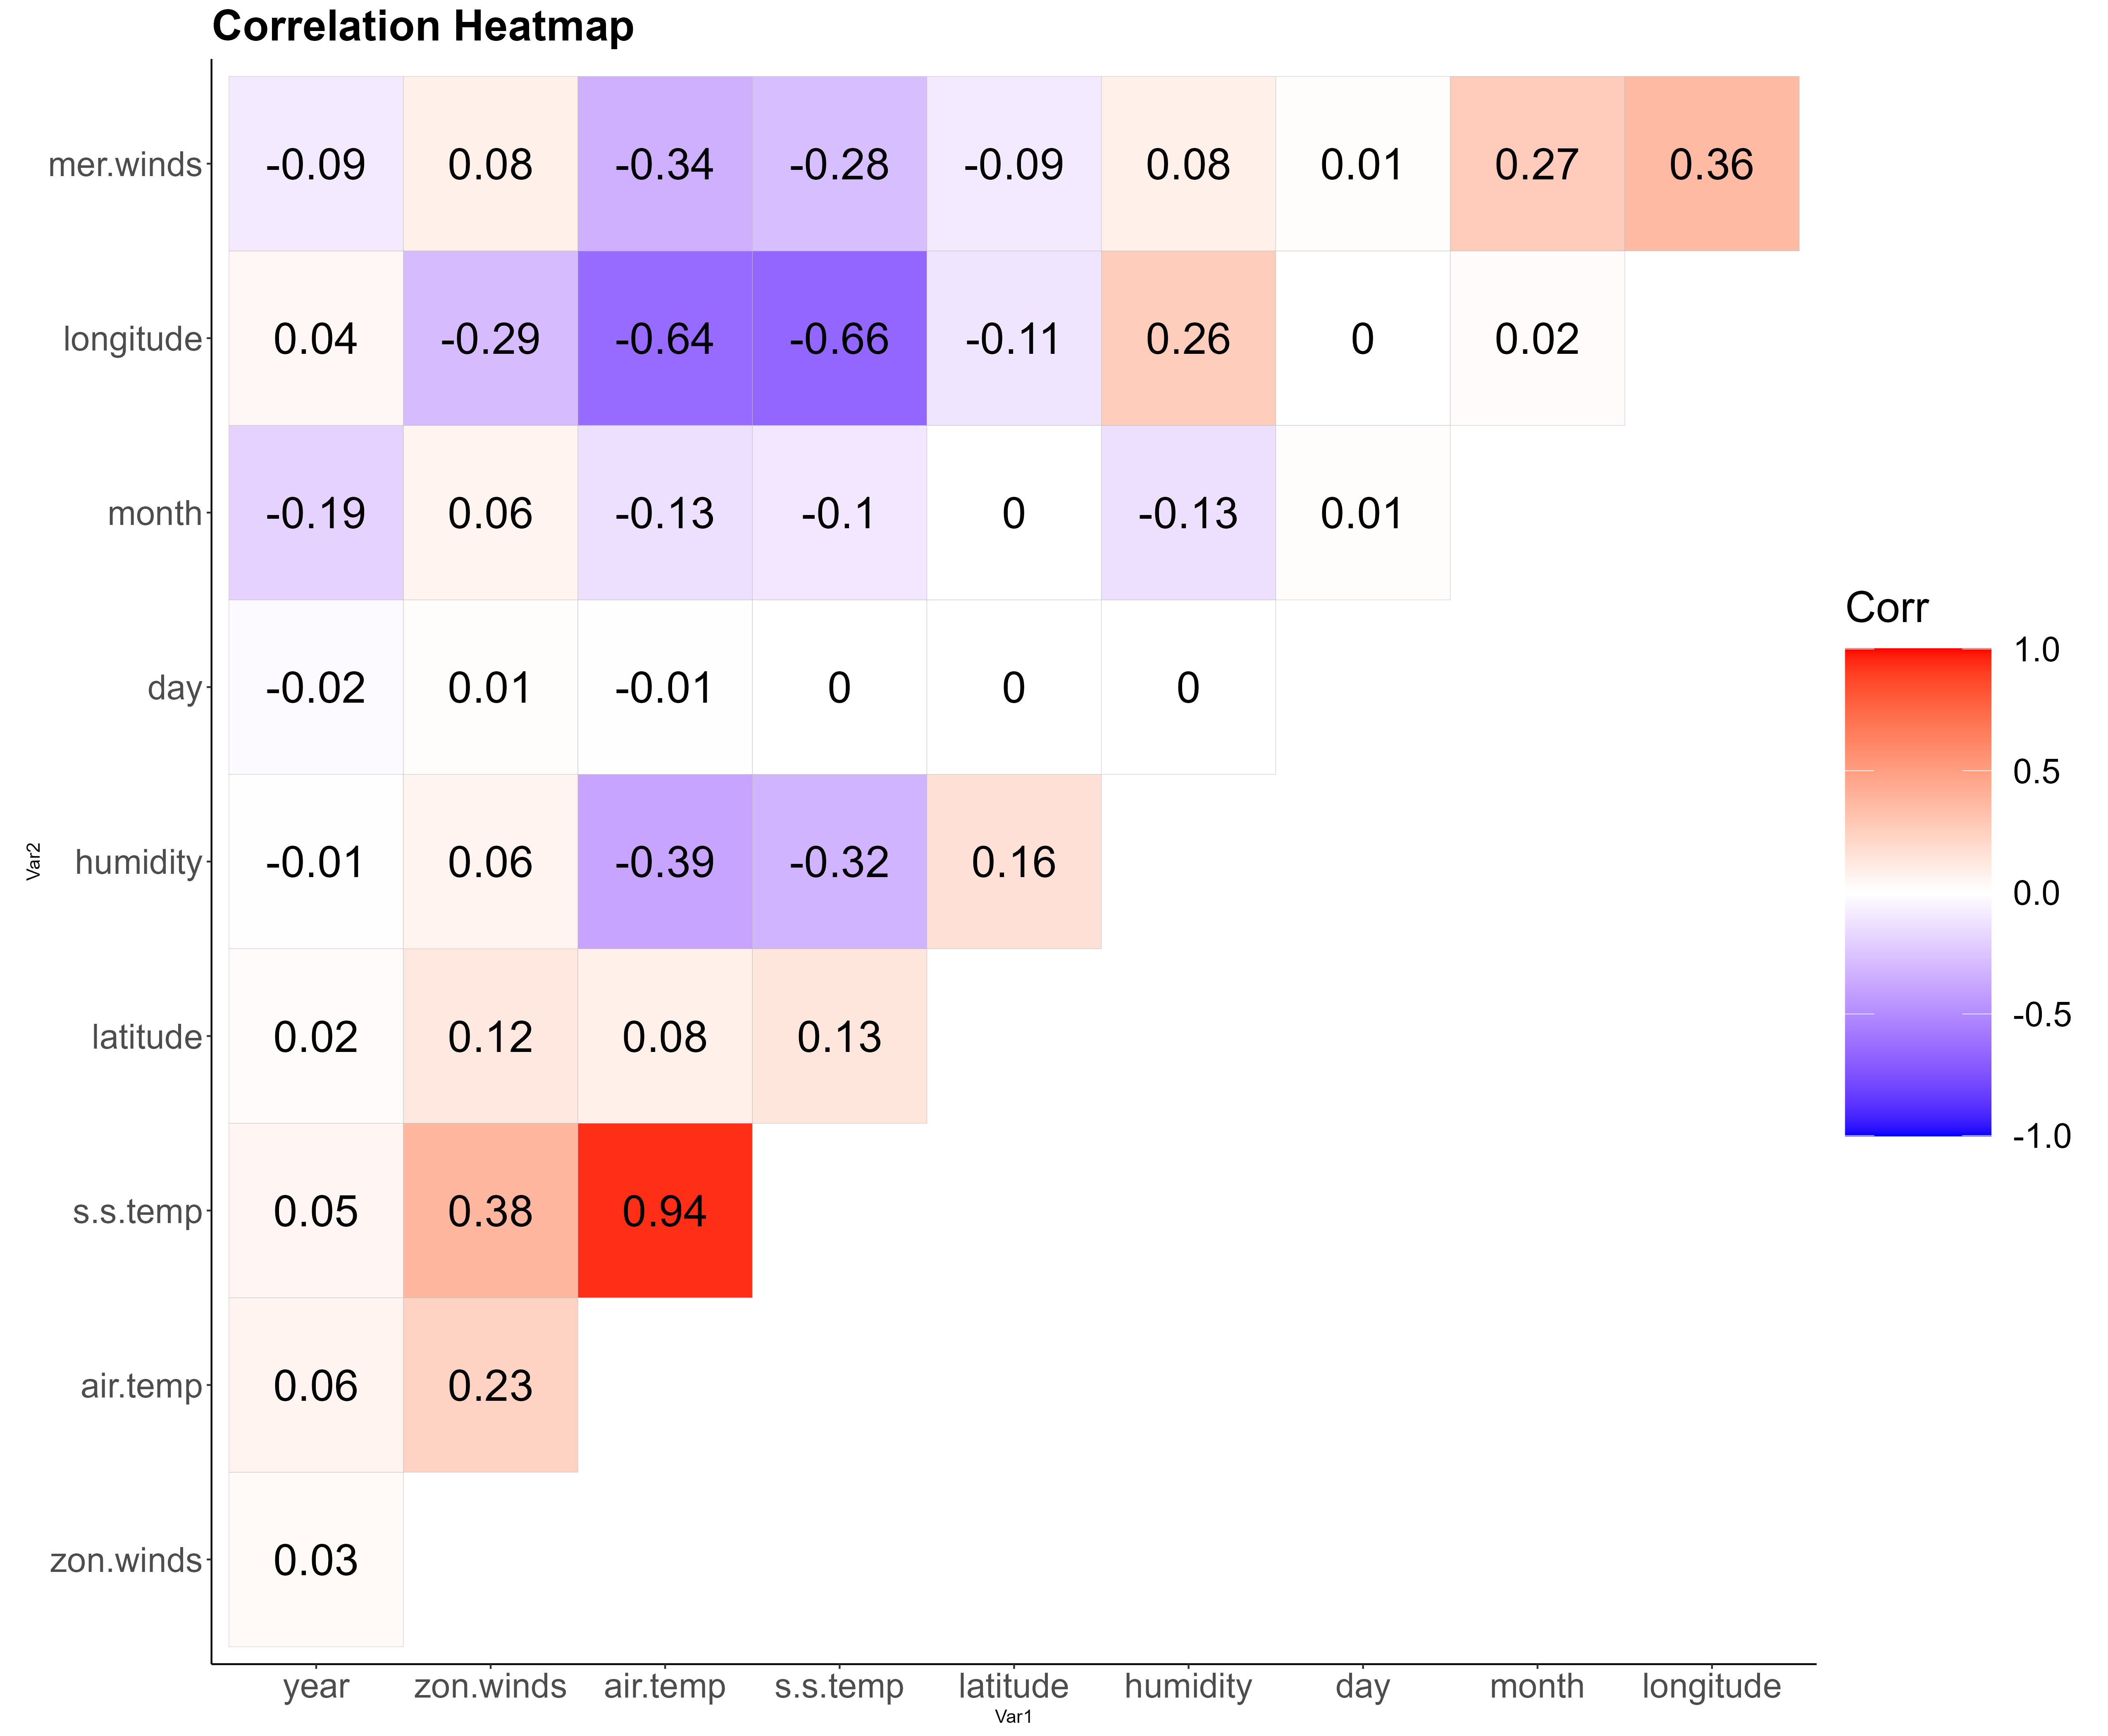 Correlation Heatmap
mer.winds -0.09 0.08 -0.34 -0.28 -0.09 0.08 0.01 0.27 0.36
longitude 0.04 -0.29 -0.64 -0.66 -0.11 0.26 0 0.02
month -0.19 0.06 -0.13 -0.1 0 -0.13 0.01
day -0.02 0.01 -0.01 0 0 0
humidity -0.01 0.06 -0.39 -0.32 0.16
latitude 0.02 0.12 0.08 0.13
s.s.temp 0.05 0.38 0.94
air.temp 0.06 0.23
zon.winds 0.03
year zon.winds air.temp s.s.temp latitude humidity day month longitude
Var1
Var2
Corr
1.0
0.5
0.0
-0.5
-1.0